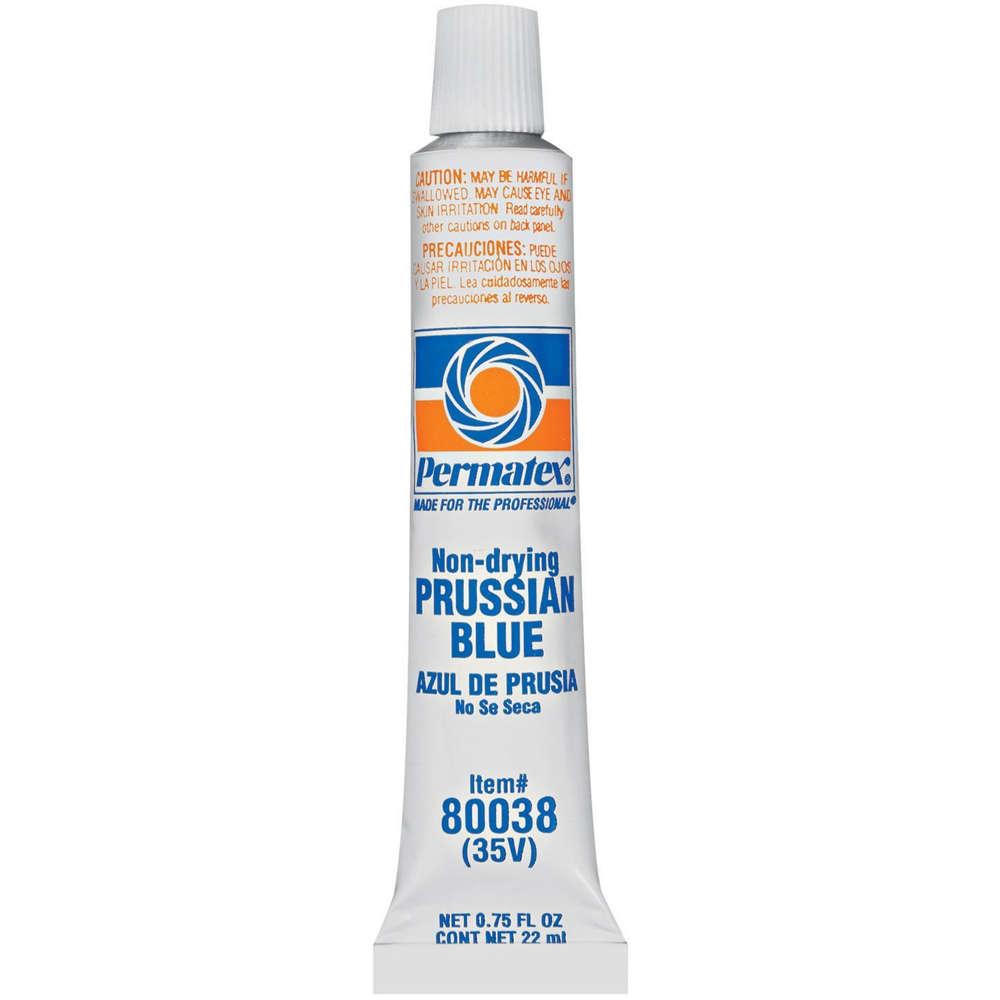 CAUTION: MAY BE HARMFUL IF
SWALLOWED. MAY CAUSE EYE AND
SKIN IRRITATION Read carefully
other cautions on back panel.
PRECAUCIONES: PUEDE
CAUSAR IRRITACIÓN EN LOS OJOS
Y LA PIEL. Lea cuidadosamente las
precauciones al reverso.
Permatex®
MADE FOR THE PROFESSIONAL®
Non-drying
PRUSSIAN
BLUE
AZUL DE PRUSIA
No Se Seca
Item#
80038
(35V)
NET 0.75 FL OZ
CONT NET 22 ml